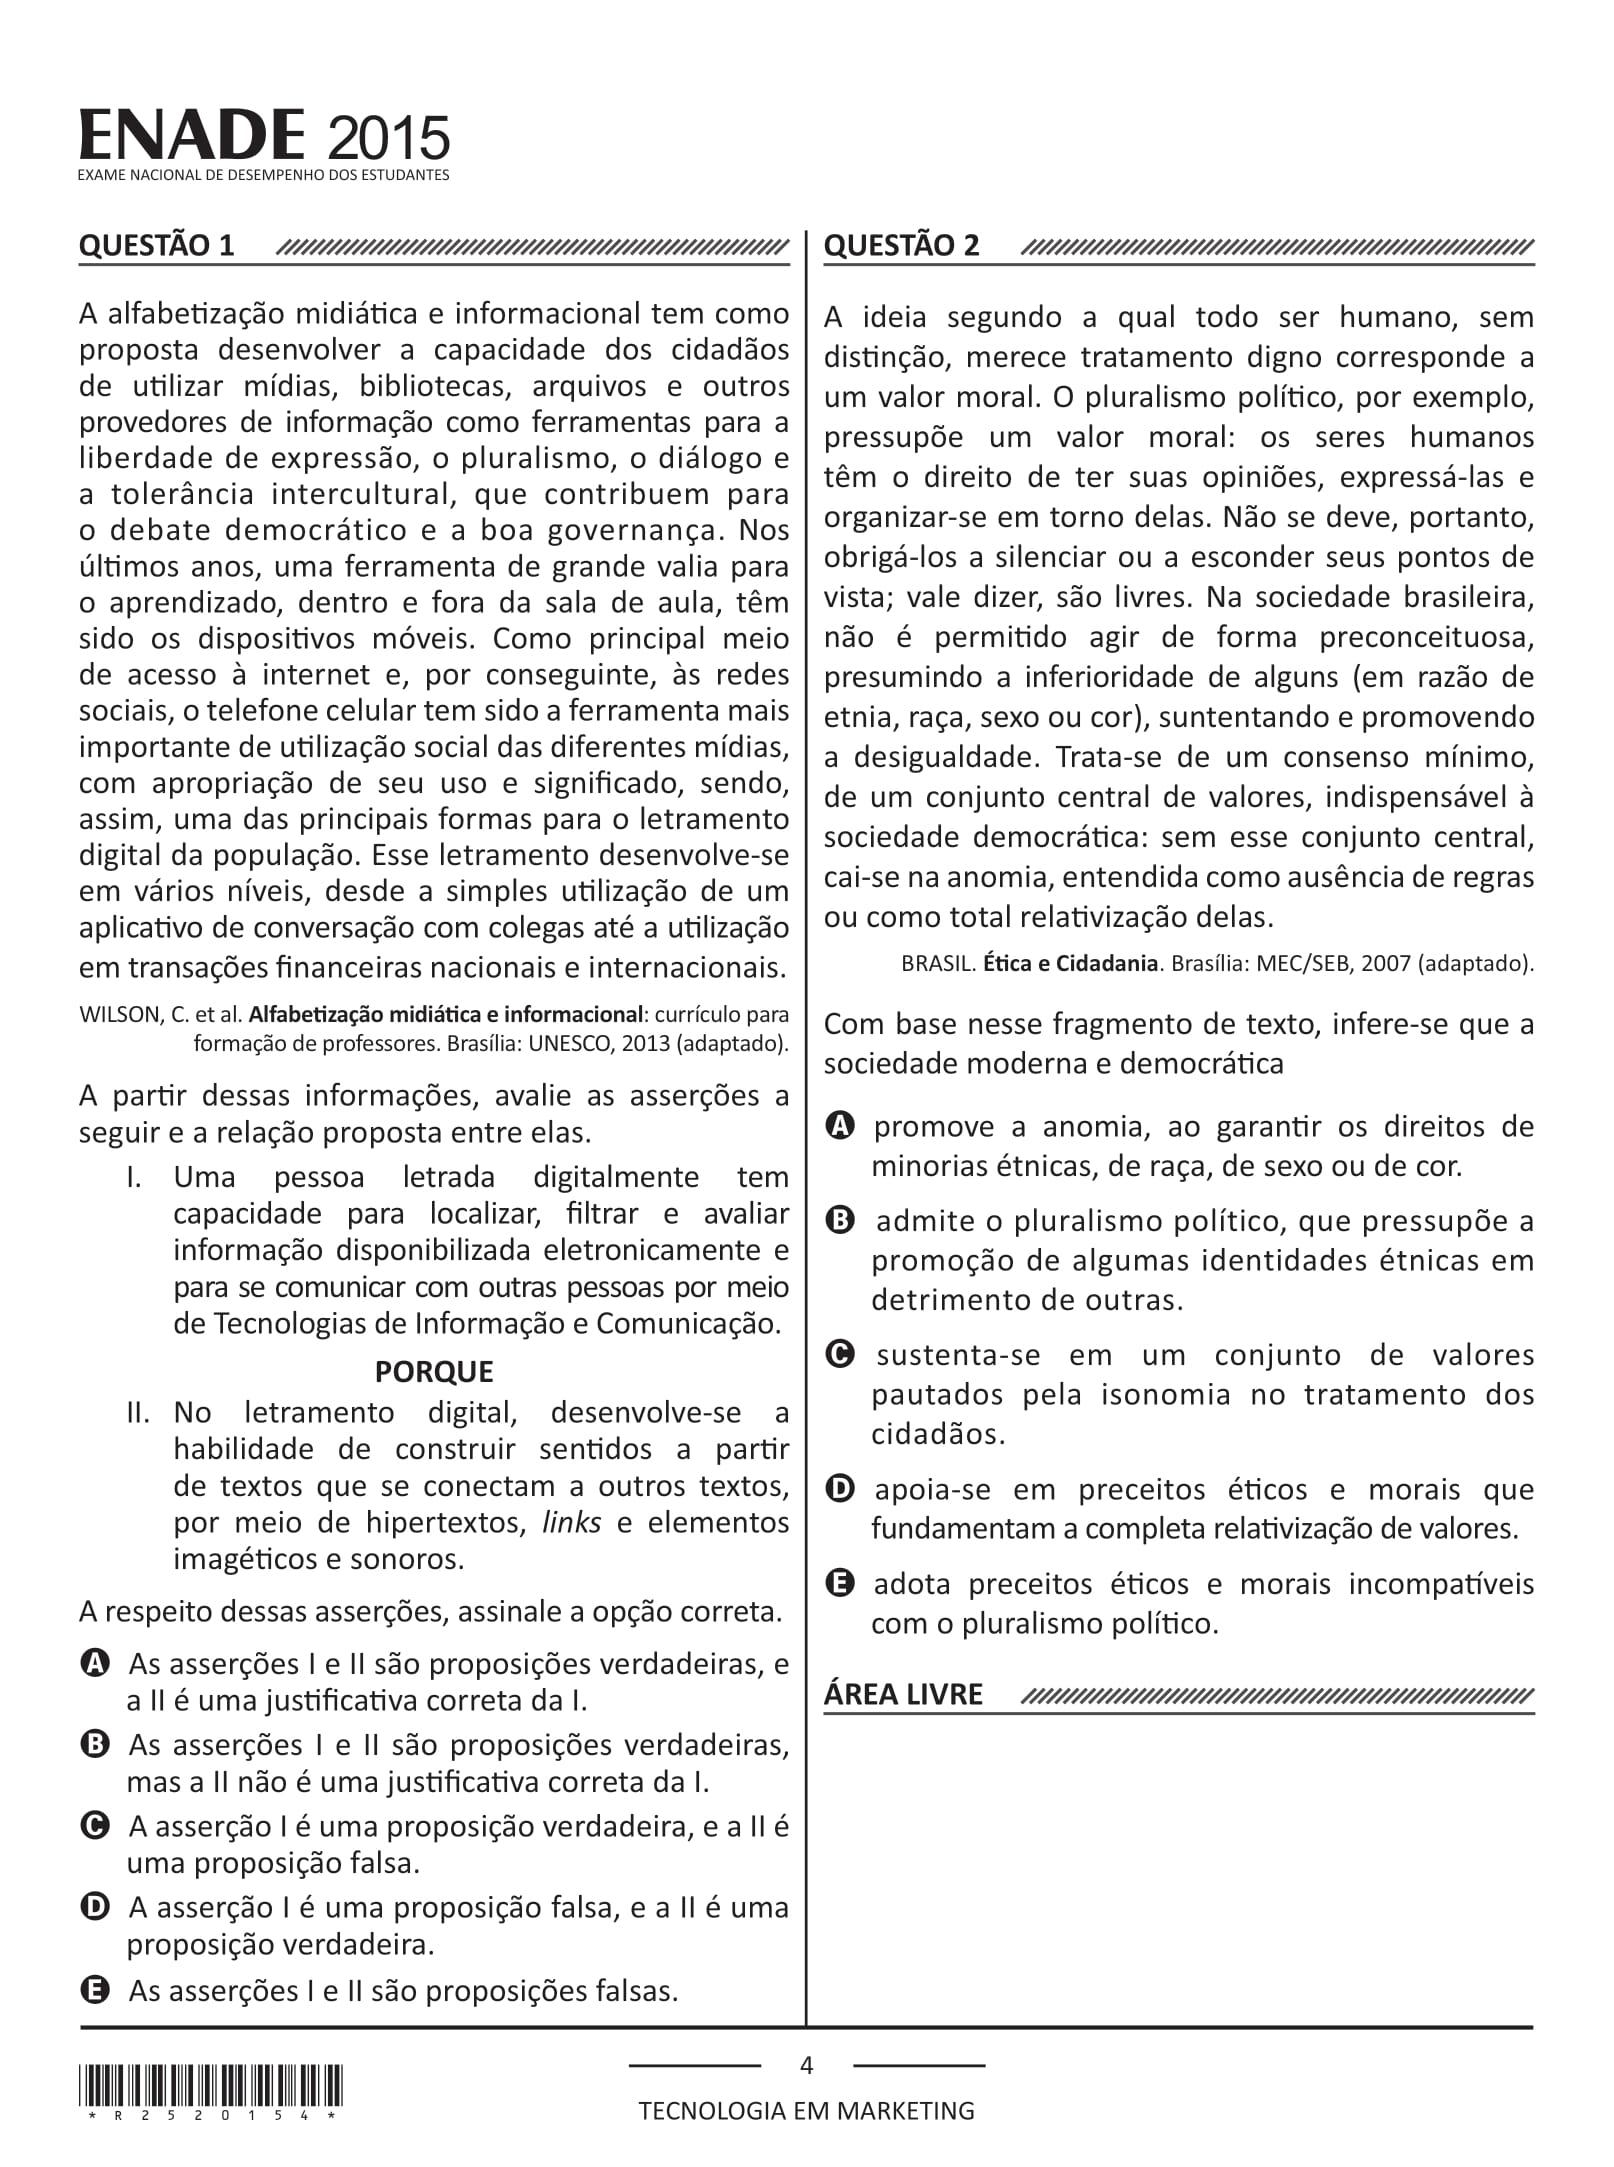 ENADE 2015
EXAME NACIONAL DE DESEMPENHO DOS ESTUDANTES
QUESTÃO 1
A alfabetização midiática e informacional tem como
proposta desenvolver a capacidade dos cidadãos
de utilizar mídias, bibliotecas, arquivos e outros
provedores de informação como ferramentas para a
liberdade de expressão, o pluralismo, o diálogo e
a tolerância intercultural, que contribuem para
o debate democrático e a boa governança. Nos
últimos anos, uma ferramenta de grande valia para
o aprendizado, dentro e fora da sala de aula, têm
sido os dispositivos móveis. Como principal meio
de acesso à internet e, por conseguinte, às redes
sociais, o telefone celular tem sido a ferramenta mais
importante de utilização social das diferentes mídias,
com apropriação de seu uso e significado, sendo,
assim, uma das principais formas para o letramento
digital da população. Esse letramento desenvolve-se
em vários níveis, desde a simples utilização de um
aplicativo de conversação com colegas até a utilização
em transações financeiras nacionais e internacionais.
WILSON, C. et al. Alfabetização midiática e informacional: currículo para
formação de professores. Brasília: UNESCO, 2013 (adaptado).
A partir dessas informações, avalie as asserções a
seguir e a relação proposta entre elas.
I. Uma pessoa letrada digitalmente tem
capacidade para localizar, filtrar e avaliar
informação disponibilizada eletronicamente e
para se comunicar com outras pessoas por meio
de Tecnologias de Informação e Comunicação.
PORQUE
II. No letramento digital, desenvolve-se a
habilidade de construir sentidos a partir
de textos que se conectam a outros textos,
por meio de hipertextos, links e elementos
imagéticos e sonoros.
A respeito dessas asserções, assinale a opção correta.
A As asserções I e II são proposições verdadeiras, e
a II é uma justificativa correta da I.
B As asserções I e II são proposições verdadeiras,
mas a II não é uma justificativa correta da I.
C A asserção I é uma proposição verdadeira, e a II é
uma proposição falsa.
D A asserção I é uma proposição falsa, e a II é uma
proposição verdadeira.
E As asserções I e II são proposições falsas.
QUESTÃO 2
A ideia segundo a qual todo ser humano, sem
distinção, merece tratamento digno corresponde a
um valor moral. O pluralismo político, por exemplo,
pressupõe um valor moral: os seres humanos
têm o direito de ter suas opiniões, expressá-las e
organizar-se em torno delas. Não se deve, portanto,
obrigá-los a silenciar ou a esconder seus pontos de
vista; vale dizer, são livres. Na sociedade brasileira,
não é permitido agir de forma preconceituosa,
presumindo a inferioridade de alguns (em razão de
etnia, raça, sexo ou cor), suntentando e promovendo
a desigualdade. Trata-se de um consenso mínimo,
de um conjunto central de valores, indispensável à
sociedade democrática: sem esse conjunto central,
cai-se na anomia, entendida como ausência de regras
ou como total relativização delas.
BRASIL. Ética e Cidadania. Brasília: MEC/SEB, 2007 (adaptado).
Com base nesse fragmento de texto, infere-se que a
sociedade moderna e democrática
A promove a anomia, ao garantir os direitos de
minorias étnicas, de raça, de sexo ou de cor.
B admite o pluralismo político, que pressupõe a
promoção de algumas identidades étnicas em
detrimento de outras.
C sustenta-se em um conjunto de valores
pautados pela isonomia no tratamento dos
cidadãos.
D apoia-se em preceitos éticos e morais que
fundamentam a completa relativização de valores.
E adota preceitos éticos e morais incompatíveis
com o pluralismo político.
ÁREA LIVRE
*R2520154*
4
TECNOLOGIA EM MARKETING